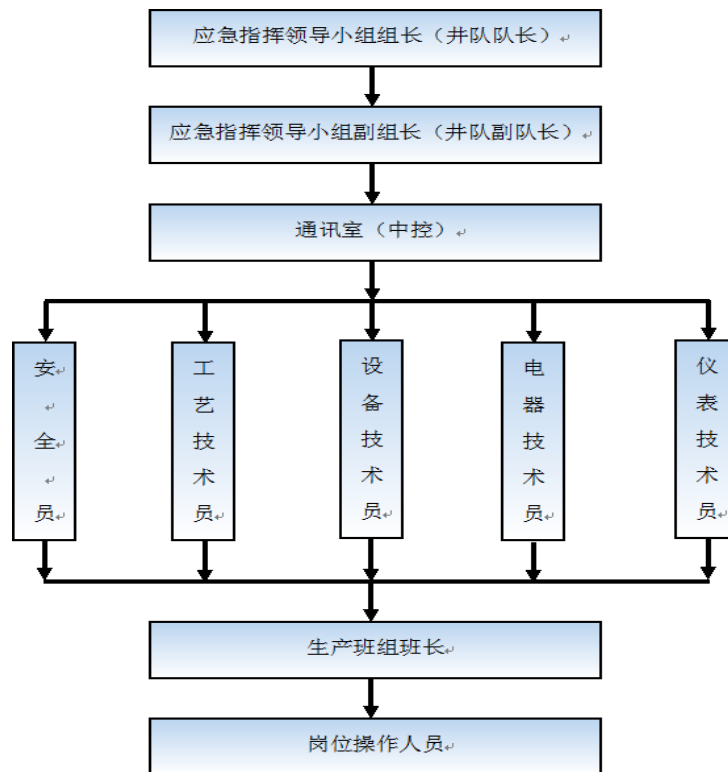 应急指挥领导小组组长（井队队长）
应急指挥领导小组副组长（井队副队长）
通讯室（中控）
安全员
工艺技术员
设备技术员
电器技术员
仪表技术员
生产班组班长
岗位操作人员